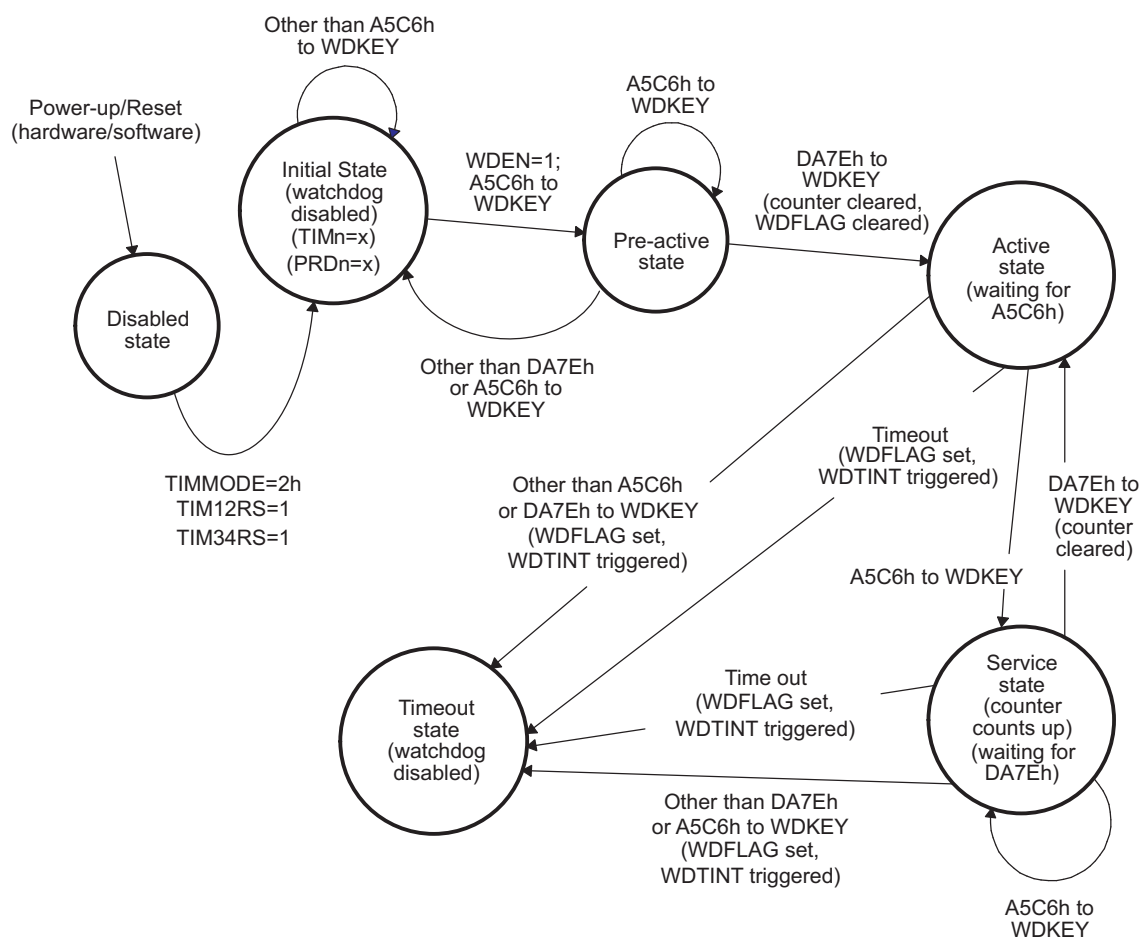 Other than A5C6h
to WDKEY
Power-up/Reset
(hardware/software)
Initial State
(watchdog
disabled)
(TIMn=x)
(PRDn=x)
WDEN=1;
A5C6h to
WDKEY
A5C6h to
WDKEY
Pre-active
state
DA7Eh to
WDKEY
(counter cleared,
WDFLAG cleared)
Active
state
(waiting for
A5C6h)
Disabled
state
Other than DA7Eh
or A5C6h to
WDKEY
TIMMODE=2h
TIM12RS=1
TIM34RS=1
Other than A5C6h
or DA7Eh to WDKEY
(WDFLAG set,
WDTINT triggered)
Timeout
(WDFLAG set,
WDTINT triggered)
DA7Eh to
WDKEY
(counter
cleared)
A5C6h to WDKEY
Timeout
state
(watchdog
disabled)
Time out
(WDFLAG set,
WDTINT triggered)
Service
state
(counter
counts up)
(waiting for
DA7Eh)
Other than DA7Eh
or A5C6h to WDKEY
(WDFLAG set,
WDTINT triggered)
A5C6h to
WDKEY